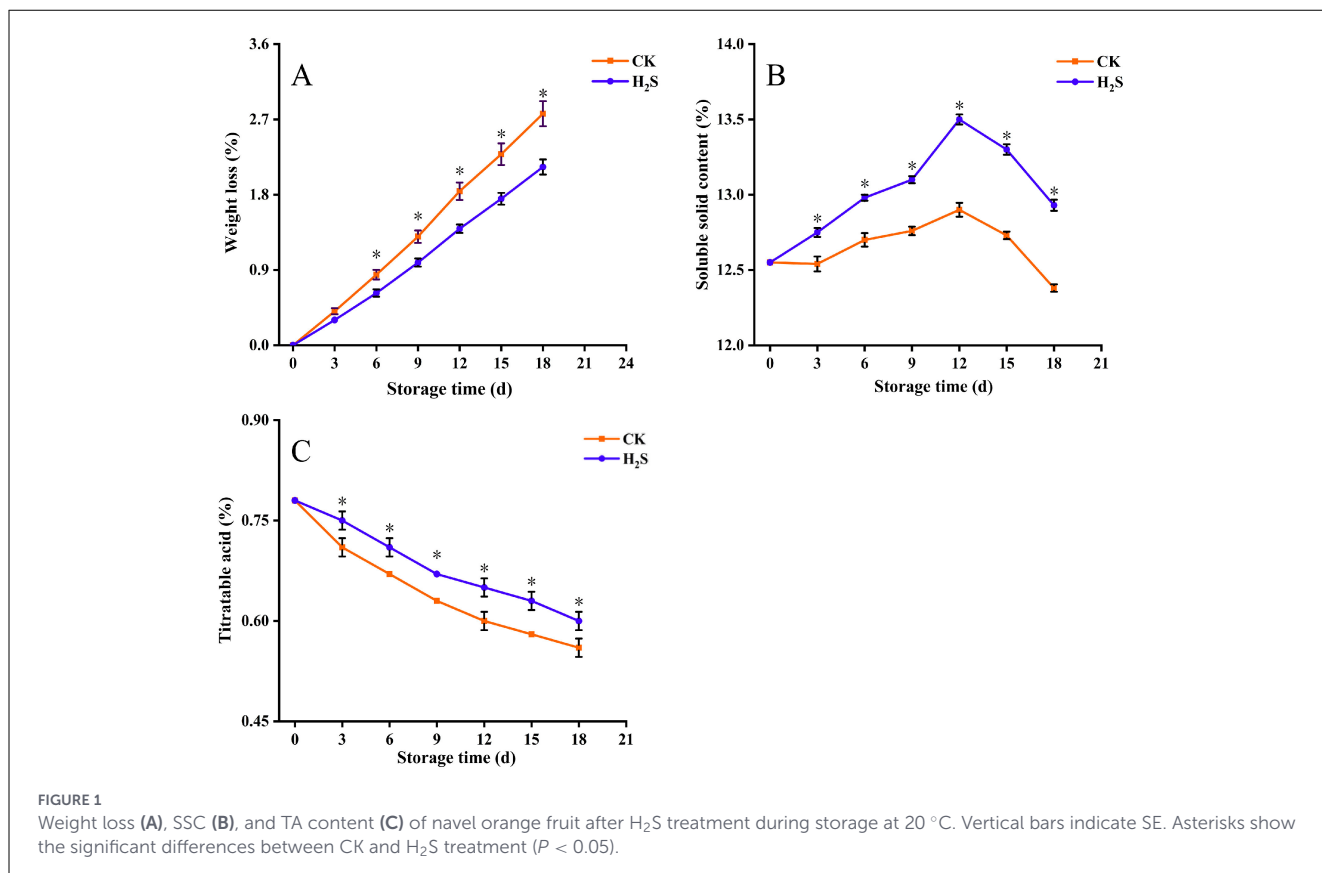 A
CK
H₂S
3.6
2.7
1.8
0.9
0.0
Weight loss (%)
* * * * *
0 3 6 9 12 15 18 21 24
Storage time (d)
B
CK
H₂S
14.0
13.5
13.0
12.5
12.0
Soluble solid content (%)
* * * * * *
0 3 6 9 12 15 18 21
Storage time (d)
C
CK
H₂S
0.90
0.75
0.60
0.45
Titratable acid (%)
* * * * * *
0 3 6 9 12 15 18 21
Storage time (d)
FIGURE 1
Weight loss (A), SSC (B), and TA content (C) of navel orange fruit after H₂S treatment during storage at 20 °C. Vertical bars indicate SE. Asterisks show
the significant differences between CK and H₂S treatment (P < 0.05).